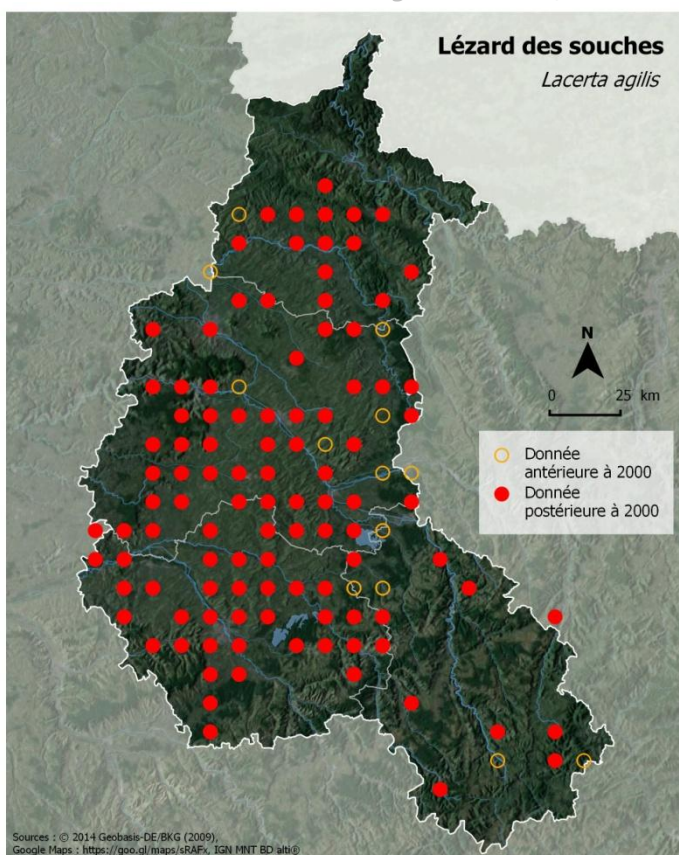 Lézard des souches
Lacerta agilis
N
0 25 km
Donnée
antérieure à 2000
Donnée
postérieure à 2000
Sources : © 2014 Geobasis-DE/BKG (2009),
Google Maps : https://goo.gl/maps/sRAFx, IGN MNT BD alti®